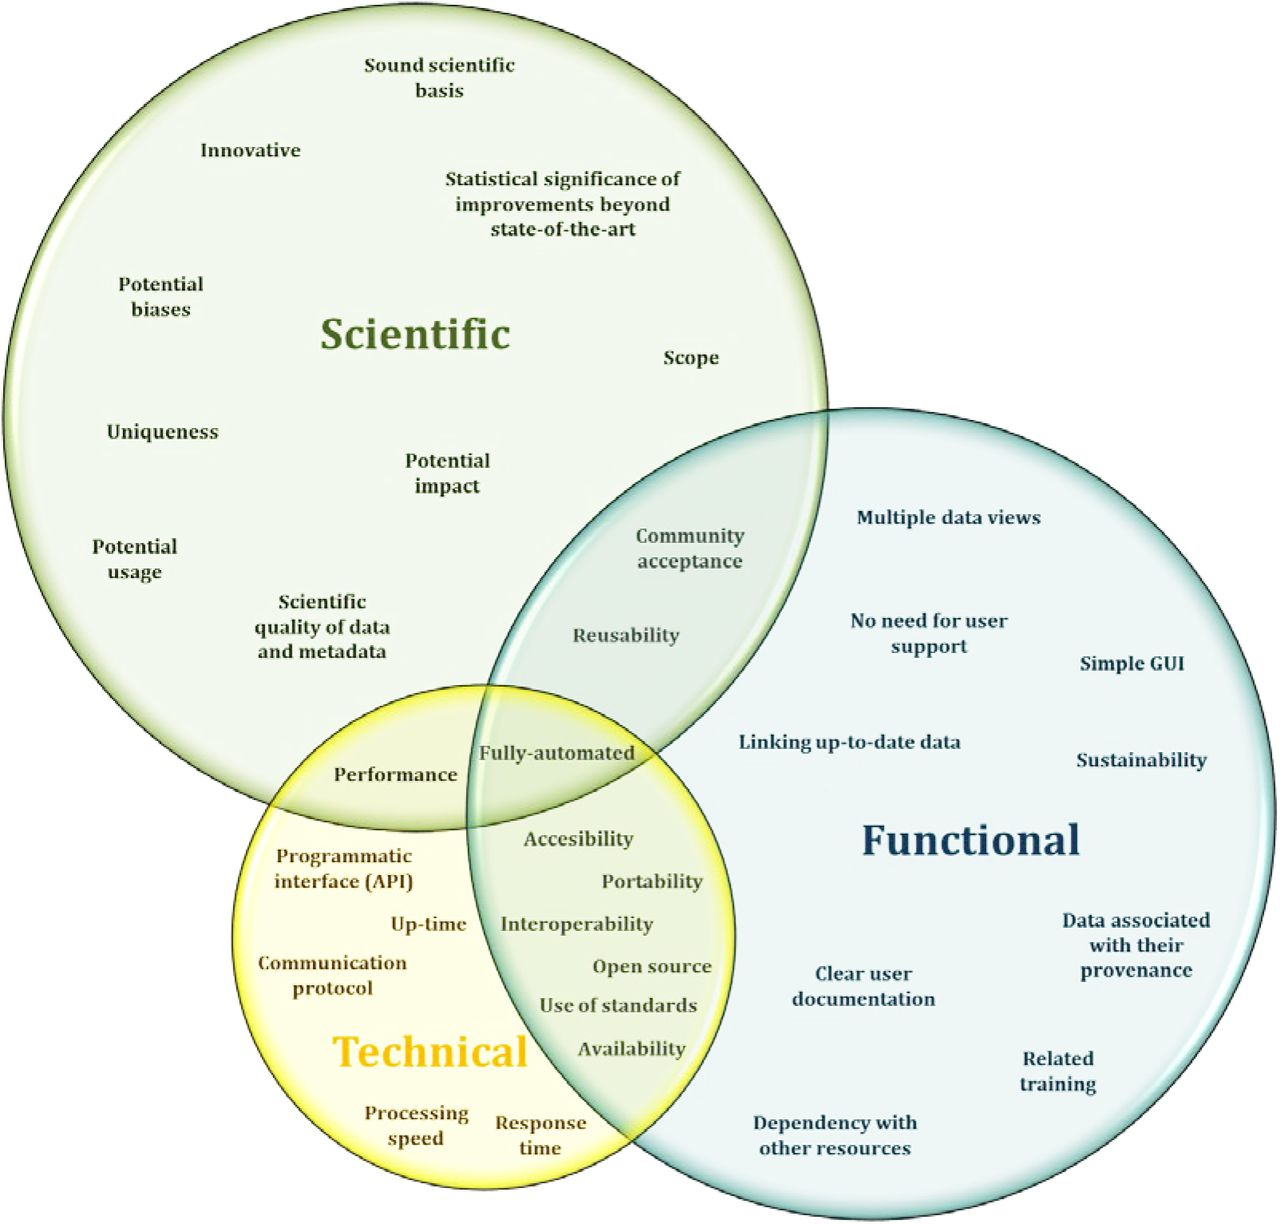 Sound scientific
basis
Innovative
Statistical significance of
improvements beyond
state-of-the-art
Potential
biases
Scientific
Scope
Uniqueness
Potential
impact
Potential
usage
Scientific
quality of data
and metadata
Community
acceptance
Reusability
Multiple data views
No need for user
support
Simple GUI
Linking up-to-date data
Sustainability
Functional
Data associated
with their
provenance
Clear user
documentation
Related
training
Dependency with
other resources
Fully-automated
Performance
Accesibility
Portability
Interoperability
Open source
Use of standards
Availability
Programmatic
interface (API)
Up-time
Communication
protocol
Technical
Processing
speed
Response
time